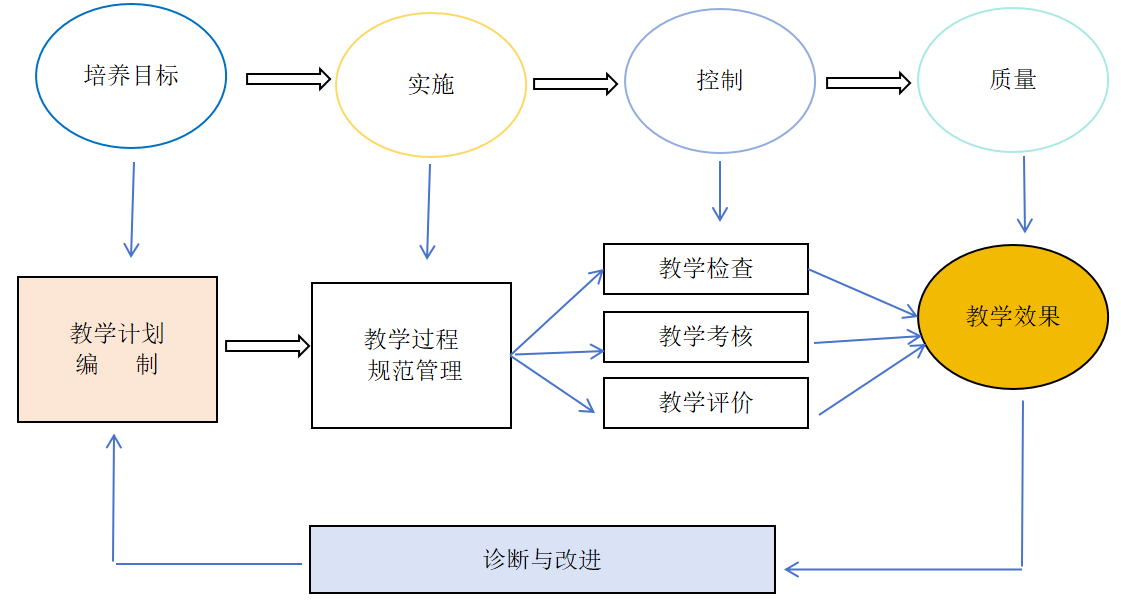 培养目标
实施
控制
质量
教学计划
编 制
教学过程
规范管理
教学检查
教学考核
教学评价
教学效果
诊断与改进